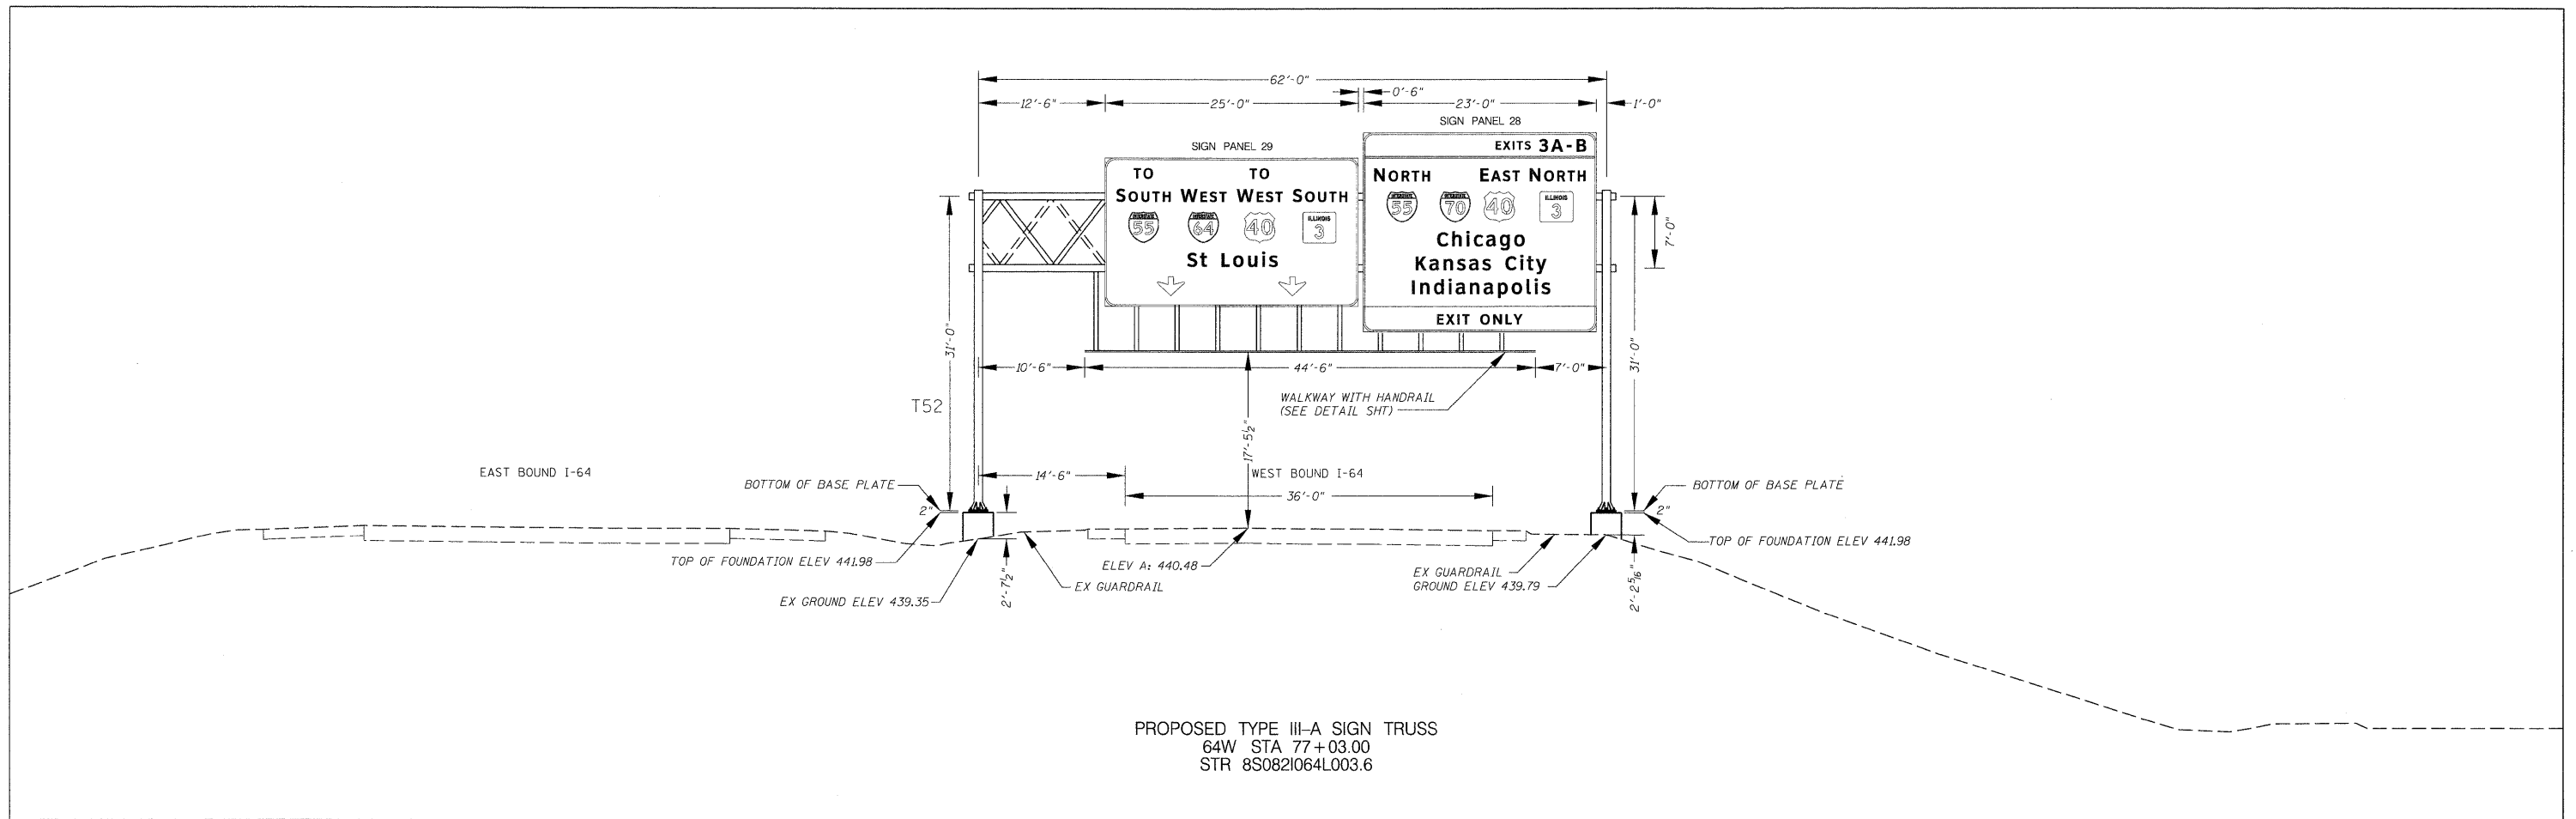 62'-0"
12'-6"
25'-0"
0'-6"
23'-0"
1'-0"
SIGN PANEL 28
SIGN PANEL 29
EXITS 3A-B
TO TO
SOUTH WEST WEST SOUTH
INTERSTATE 55
INTERSTATE 64
40
ILLINOIS 3
St Louis
NORTH EAST NORTH
INTERSTATE 55
INTERSTATE 70
40
ILLINOIS 3
Chicago
Kansas City
Indianapolis
EXIT ONLY
7'-0"
31'-0"
31'-0"
10'-6"
44'-6"
7'-0"
T52
WALKWAY WITH HANDRAIL
(SEE DETAIL SHT)
17'-5½"
EAST BOUND I-64
14'-6"
WEST BOUND I-64
36'-0"
BOTTOM OF BASE PLATE
2"
BOTTOM OF BASE PLATE
2"
TOP OF FOUNDATION ELEV 441.98
TOP OF FOUNDATION ELEV 441.98
ELEV A: 440.48
EX GROUND ELEV 439.35
2'-7½"
EX GUARDRAIL
EX GUARDRAIL
GROUND ELEV 439.79
2'-2 5/16"
PROPOSED TYPE III-A SIGN TRUSS
64W STA 77+03.00
STR 8S082I064L003.6